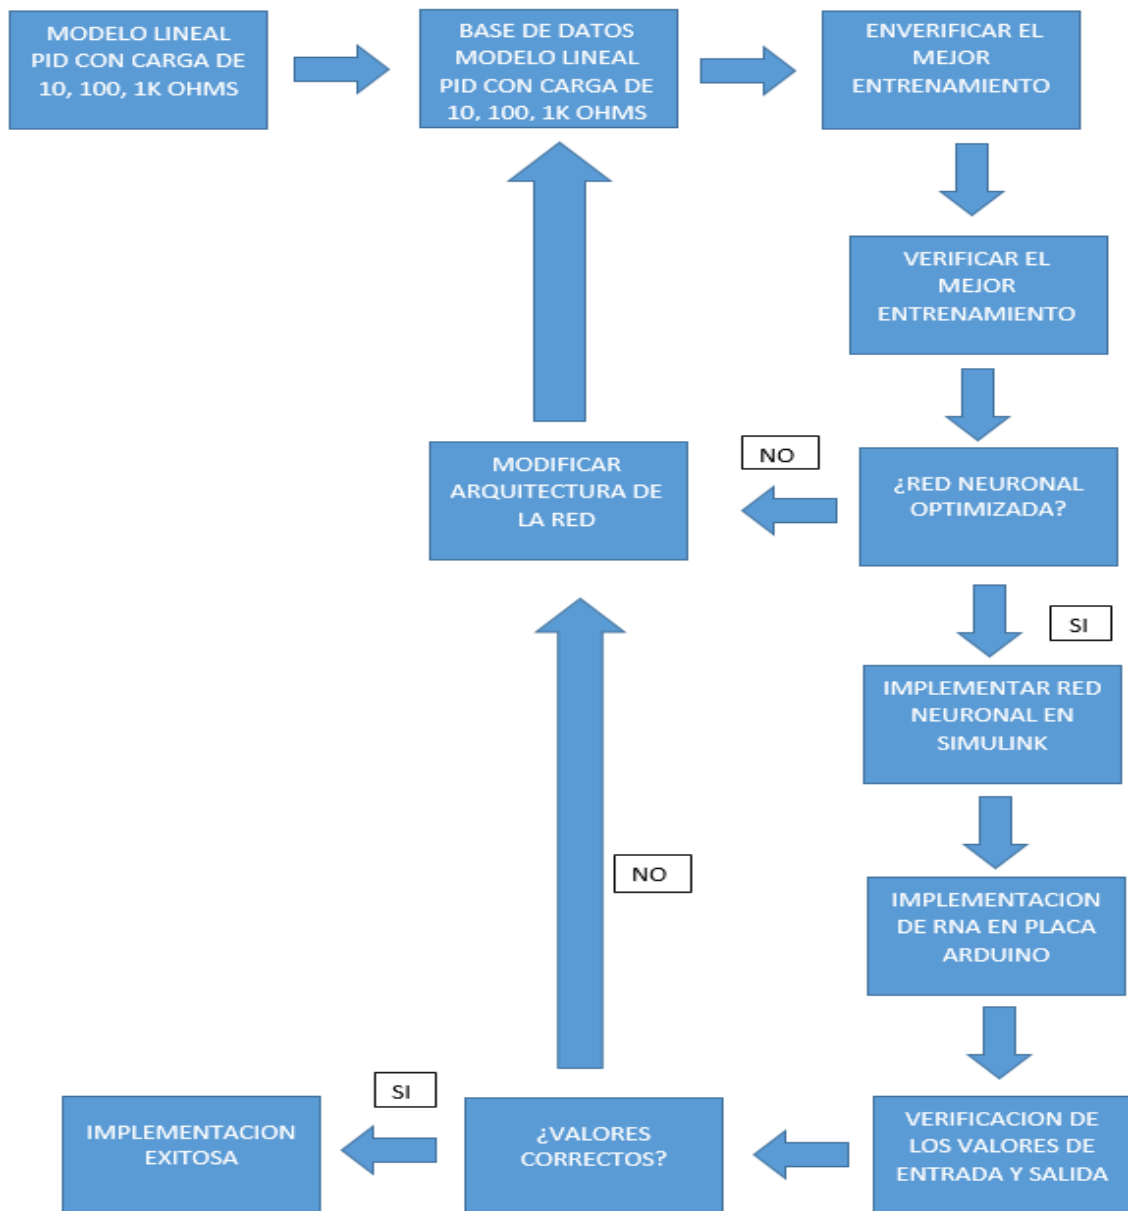 MODELO LINEAL
PID CON CARGA DE
10, 100, 1K OHMS
BASE DE DATOS
MODELO LINEAL
PID CON CARGA DE
10, 100, 1K OHMS
ENVERIFICAR EL
MEJOR
ENTRENAMIENTO
VERIFICAR EL
MEJOR
ENTRENAMIENTO
NO
MODIFICAR
ARQUITECTURA DE
LA RED
¿RED NEURONAL
OPTIMIZADA?
SI
IMPLEMENTAR RED
NEURONAL EN
SIMULINK
NO
IMPLEMENTACION
DE RNA EN PLACA
ARDUINO
SI
IMPLEMENTACION
EXITOSA
¿VALORES
CORRECTOS?
VERIFICACION DE
LOS VALORES DE
ENTRADA Y SALIDA